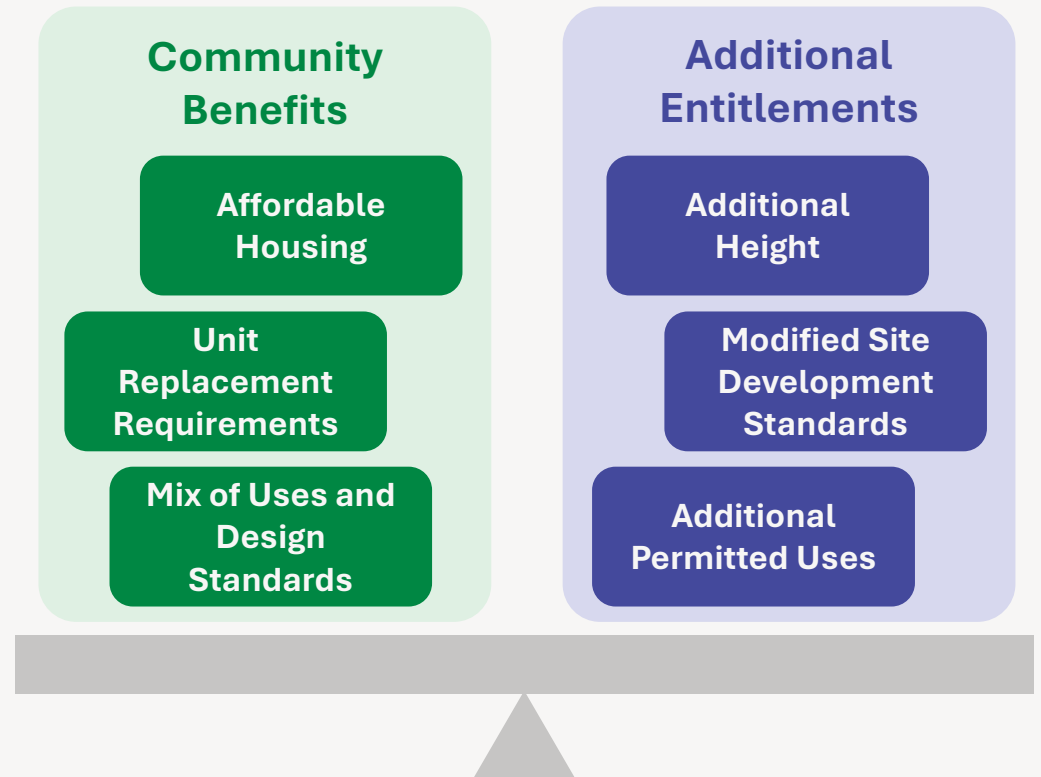 Community
Benefits
Affordable
Housing
Unit
Replacement
Requirements
Mix of Uses and
Design
Standards
Additional
Entitlements
Additional
Height
Modified Site
Development
Standards
Additional
Permitted Uses